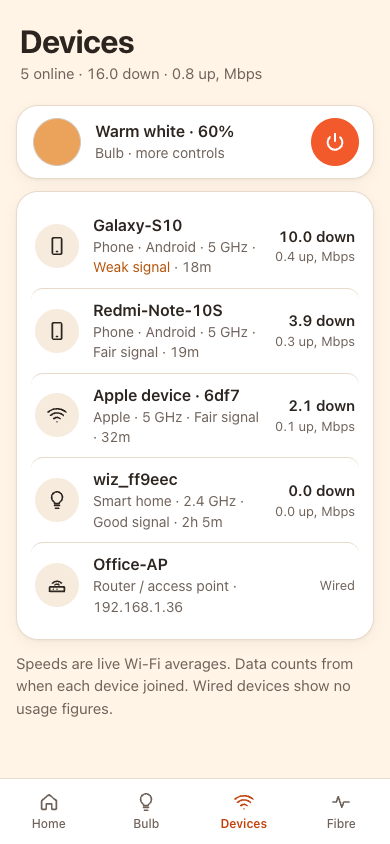 Devices
5 online · 16.0 down · 0.8 up, Mbps
Warm white · 60%
Bulb · more controls
Galaxy-S10
Phone · Android · 5 GHz ·
Weak signal · 18m
10.0 down
0.4 up, Mbps
Redmi-Note-10S
Phone · Android · 5 GHz ·
Fair signal · 19m
3.9 down
0.3 up, Mbps
Apple device · 6df7
Apple · 5 GHz · Fair signal
· 32m
2.1 down
0.1 up, Mbps
wiz_ff9eec
Smart home · 2.4 GHz ·
Good signal · 2h 5m
0.0 down
0.0 up, Mbps
Office-AP
Router / access point ·
192.168.1.36
Wired
Speeds are live Wi-Fi averages. Data counts from
when each device joined. Wired devices show no
usage figures.
Home
Bulb
Devices
Fibre